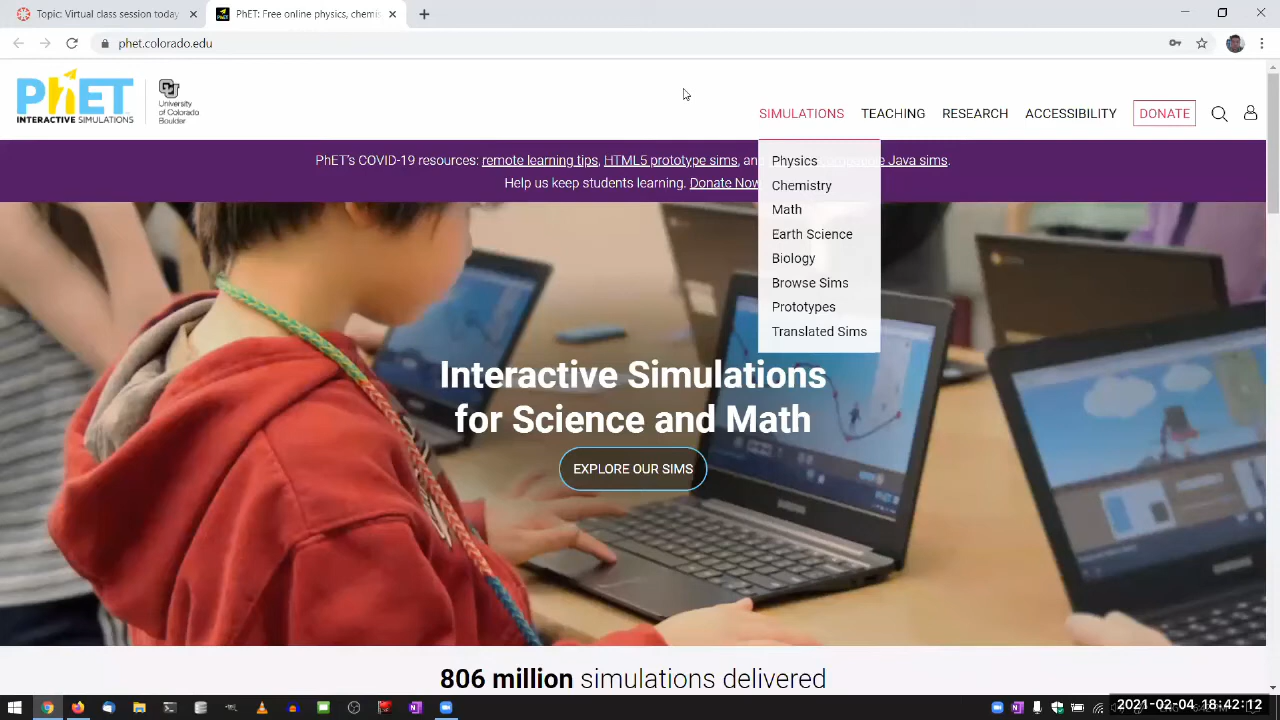 Topic: Virtual class session today
PhET: Free online physics, chemi
phet.colorado.edu
PhET
INTERACTIVE SIMULATIONS
University
of Colorado
Boulder
SIMULATIONS
TEACHING
RESEARCH
ACCESSIBILITY
DONATE
PhET's COVID-19 resources: remote learning tips, HTML5 prototype sims, an Java sims.
Help us keep students learning. Donate Now
Physics
Chemistry
Math
Earth Science
Biology
Browse Sims
Prototypes
Translated Sims
Interactive Simulations
for Science and Math
EXPLORE OUR SIMS
806 million simulations delivered
2021-02-04 18:42:12